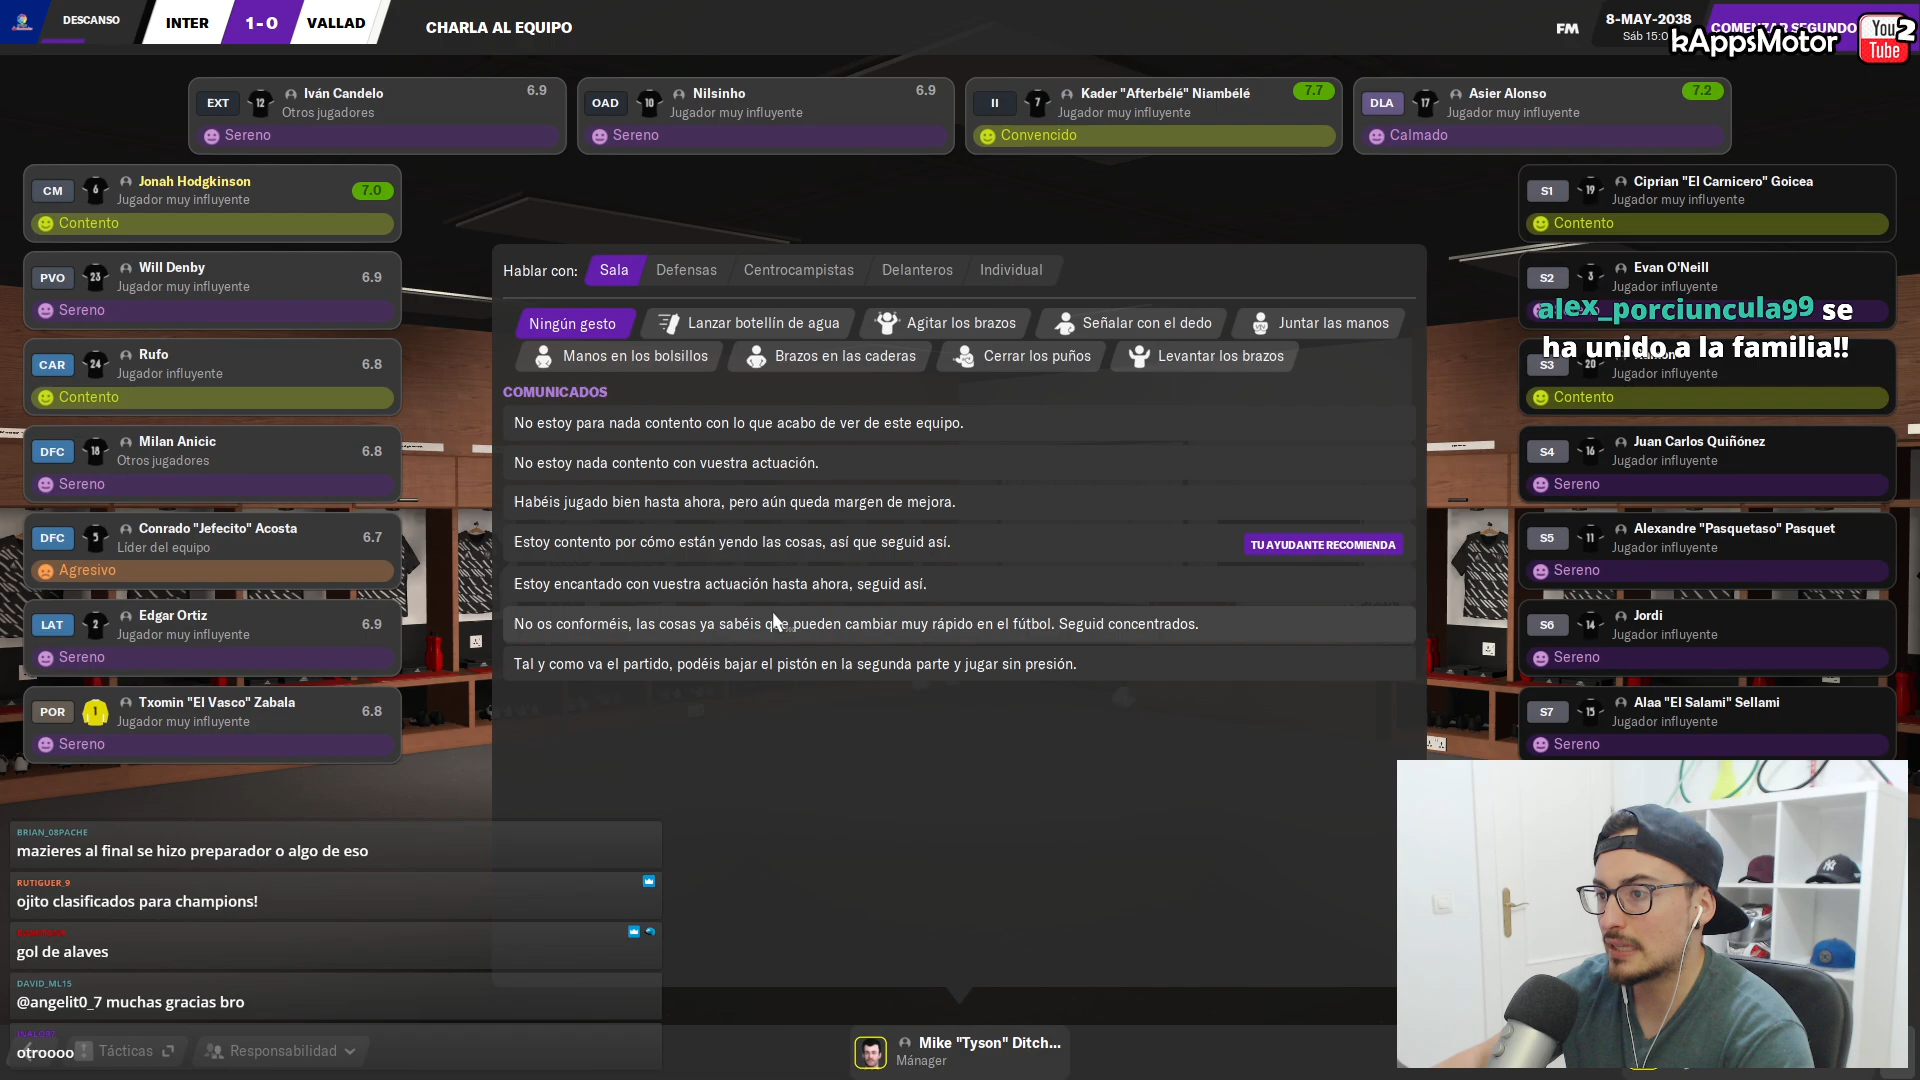 DESCANSO
INTER
1 - 0
VALLAD
CHARLA AL EQUIPO
FM
8-MAY-2038
Sáb 15:0
COMENZAR SEGUNDO
kAppsMotor
You
Tube
2
EXT
12
Iván Candelo
Otros jugadores
6.9
Sereno
OAD
10
Nilsinho
Jugador muy influyente
6.9
Sereno
II
7
Kader "Afterbélé" Niambélé
Jugador muy influyente
7.7
Convencido
DLA
17
Asier Alonso
Jugador muy influyente
7.2
Calmado
CM
6
Jonah Hodgkinson
Jugador muy influyente
7.0
Contento
PVO
23
Will Denby
Jugador muy influyente
6.9
Sereno
CAR
24
Rufo
Jugador influyente
6.8
Contento
DFC
18
Milan Anicic
Otros jugadores
6.8
Sereno
DFC
5
Conrado "Jefecito" Acosta
Líder del equipo
6.7
Agresivo
LAT
2
Edgar Ortiz
Jugador muy influyente
6.9
Sereno
POR
1
Txomin "El Vasco" Zabala
Jugador muy influyente
6.8
Sereno
Hablar con:
Sala
Defensas
Centrocampistas
Delanteros
Individual
Ningún gesto
Lanzar botellín de agua
Agitar los brazos
Señalar con el dedo
Juntar las manos
Manos en los bolsillos
Brazos en las caderas
Cerrar los puños
Levantar los brazos
COMUNICADOS
No estoy para nada contento con lo que acabo de ver de este equipo.
No estoy nada contento con vuestra actuación.
Habéis jugado bien hasta ahora, pero aún queda margen de mejora.
Estoy contento por cómo están yendo las cosas, así que seguid así.
TU AYUDANTE RECOMIENDA
Estoy encantado con vuestra actuación hasta ahora, seguid así.
No os conforméis, las cosas ya sabéis que pueden cambiar muy rápido en el fútbol. Seguid concentrados.
Tal y como va el partido, podéis bajar el pistón en la segunda parte y jugar sin presión.
S1
19
Ciprian "El Carnicero" Goicea
Jugador muy influyente
Contento
S2
3
Evan O'Neill
alex_porciuncula99 se
ha unido a la familia!!
S3
20
Jugador influyente
Contento
S4
16
Juan Carlos Quiñónez
Jugador influyente
Sereno
S5
11
Alexandre "Pasquetaso" Pasquet
Jugador influyente
Sereno
S6
14
Jordi
Jugador muy influyente
Sereno
S7
15
Alaa "El Salami" Sellami
Jugador influyente
Sereno
BRIAN_08PACHE
mazieres al final se hizo preparador o algo de eso
RUTIGUER_9
ojito clasificados para champions!
gol de alaves
DAVID_ML15
@angelit0_7 muchas gracias bro
otroooo
Tácticas
Responsabilidad
Mike "Tyson" Ditch...
Mánager